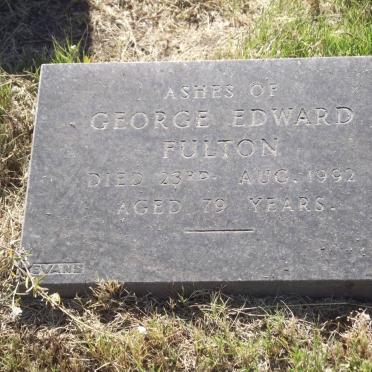 ASHES OF
GEORGE EDWARD
FULTON
DIED 23RD. AUG. 1992
AGED 79 YEARS.
EVANS